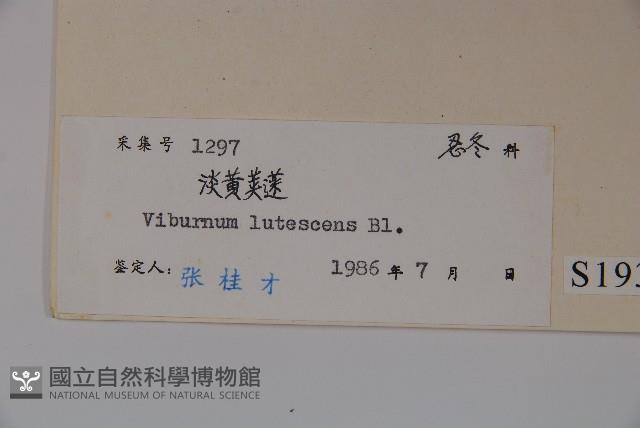 采集号 1297 忍冬 科
淡黄荚蒾
Viburnum lutescens Bl.
鉴定人: 张桂才 1986 年 7 月 日
S193
國立自然科學博物館
NATIONAL MUSEUM OF NATURAL SCIENCE